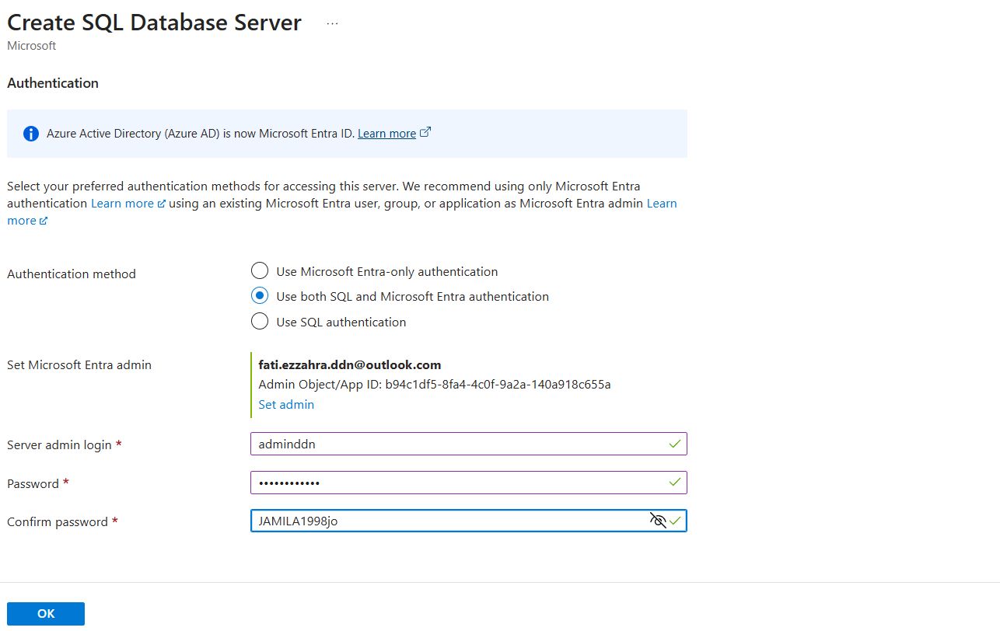 Create SQL Database Server ...
Microsoft
Authentication
Azure Active Directory (Azure AD) is now Microsoft Entra ID. Learn more
Select your preferred authentication methods for accessing this server. We recommend using only Microsoft Entra
authentication Learn more using an existing Microsoft Entra user, group, or application as Microsoft Entra admin Learn
more
Authentication method
Use Microsoft Entra-only authentication
Use both SQL and Microsoft Entra authentication
Use SQL authentication
Set Microsoft Entra admin
fati.ezzahra.ddn@outlook.com
Admin Object/App ID: b94c1df5-8fa4-4c0f-9a2a-140a918c655a
Set admin
Server admin login *
adminddn
Password *
••••••••••••
Confirm password *
JAMILA1998jo
OK